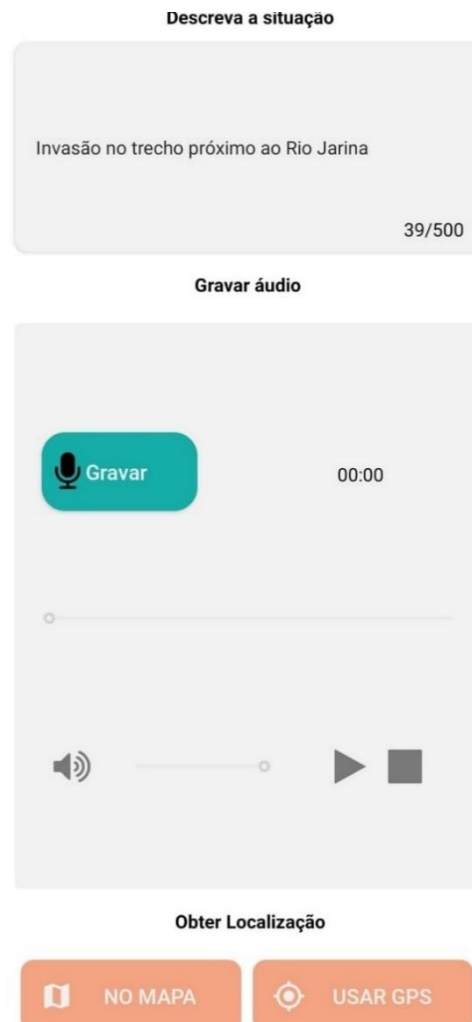 Descreva a situação
Invasão no trecho próximo ao Rio Jarina
39/500
Gravar áudio
Gravar
00:00
Obter Localização
NO MAPA
USAR GPS